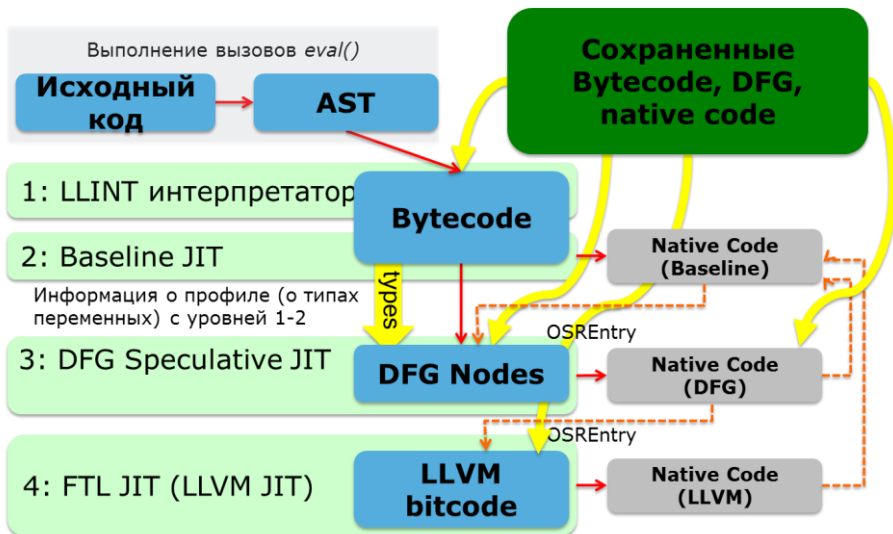 Выполнение вызовов eval()
Исходный
код
AST
Сохраненные
Bytecode, DFG,
native code
1: LLINT интерпретатор
Bytecode
2: Baseline JIT
Native Code
(Baseline)
types
Информация о профиле (о типах
переменных) с уровней 1-2
OSREntry
3: DFG Speculative JIT
DFG Nodes
Native Code
(DFG)
OSREntry
4: FTL JIT (LLVM JIT)
LLVM
bitcode
Native Code
(LLVM)